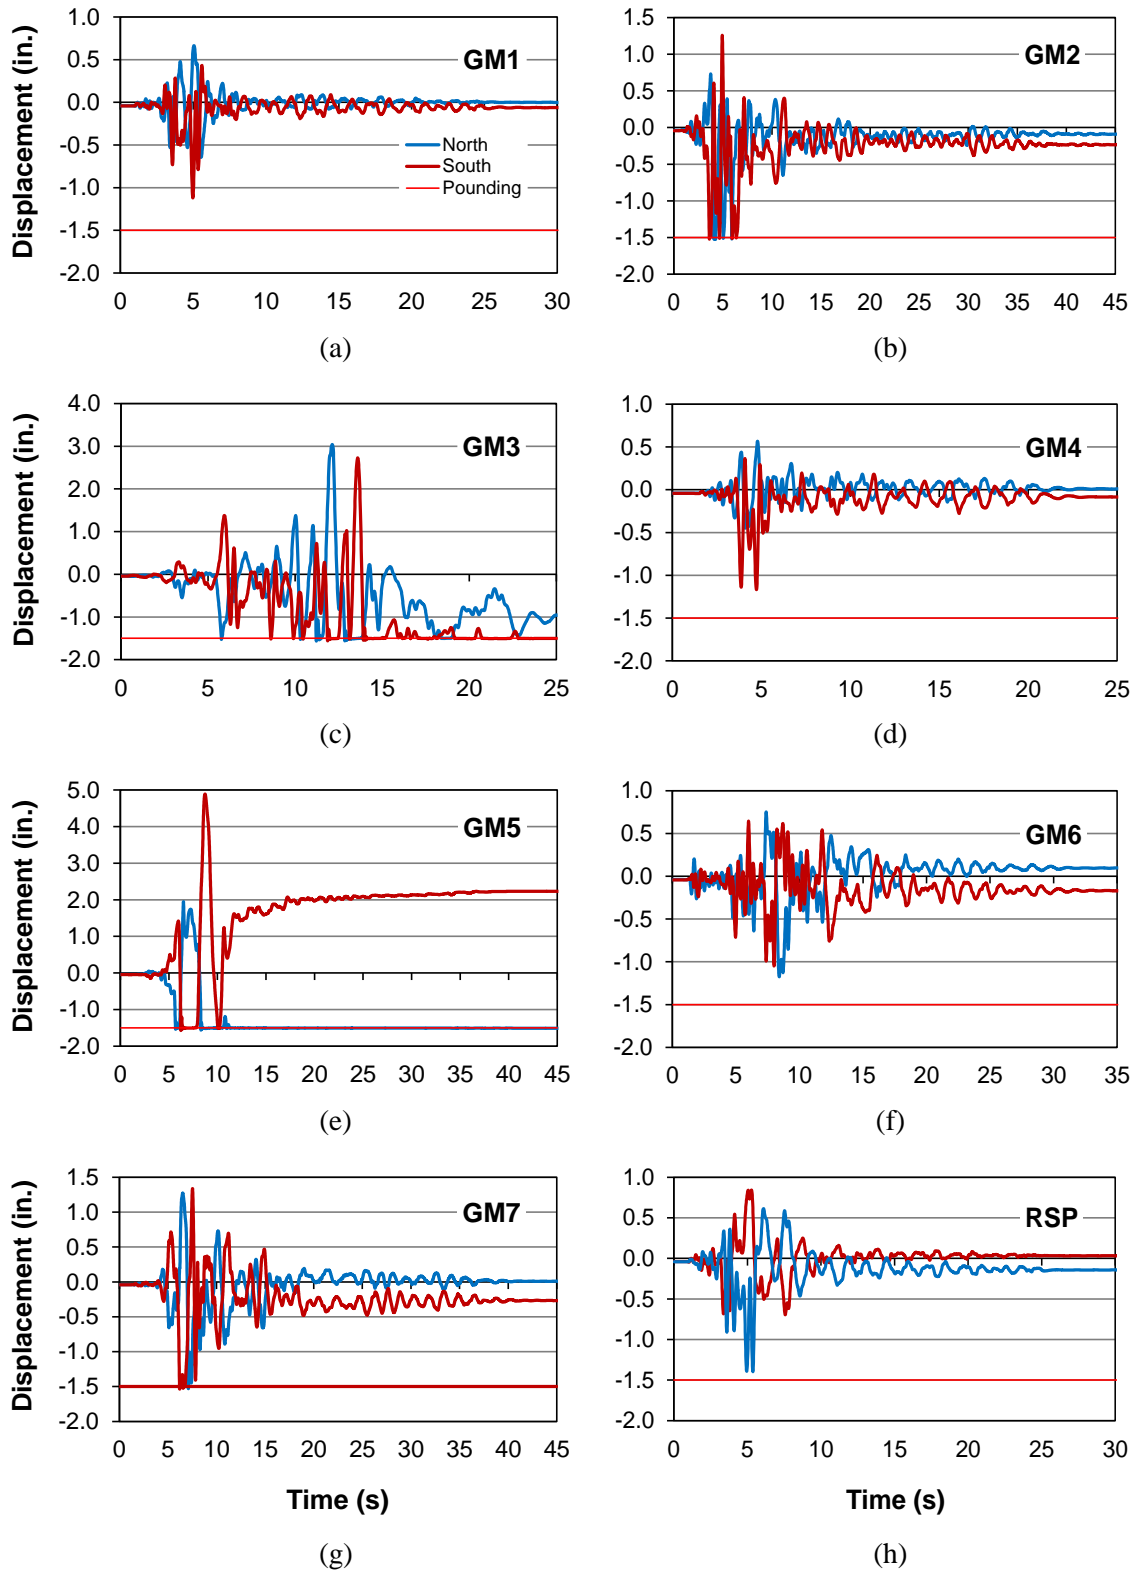 Displacement (in.)
1.0
0.5
0.0
-0.5
-1.0
-1.5
-2.0
GM1
North
South
Pounding
0 5 10 15 20 25 30
(a)
1.5
1.0
0.5
0.0
-0.5
-1.0
-1.5
-2.0
GM2
0 5 10 15 20 25 30 35 40 45
(b)
Displacement (in.)
4.0
3.0
2.0
1.0
0.0
-1.0
-2.0
GM3
0 5 10 15 20 25
(c)
1.0
0.5
0.0
-0.5
-1.0
-1.5
-2.0
GM4
0 5 10 15 20 25
(d)
Displacement (in.)
5.0
4.0
3.0
2.0
1.0
0.0
-1.0
-2.0
GM5
0 5 10 15 20 25 30 35 40 45
(e)
1.0
0.5
0.0
-0.5
-1.0
-1.5
-2.0
GM6
0 5 10 15 20 25 30 35
(f)
Displacement (in.)
1.5
1.0
0.5
0.0
-0.5
-1.0
-1.5
-2.0
GM7
0 5 10 15 20 25 30 35 40 45
Time (s)
(g)
1.0
0.5
0.0
-0.5
-1.0
-1.5
-2.0
RSP
0 5 10 15 20 25 30
Time (s)
(h)